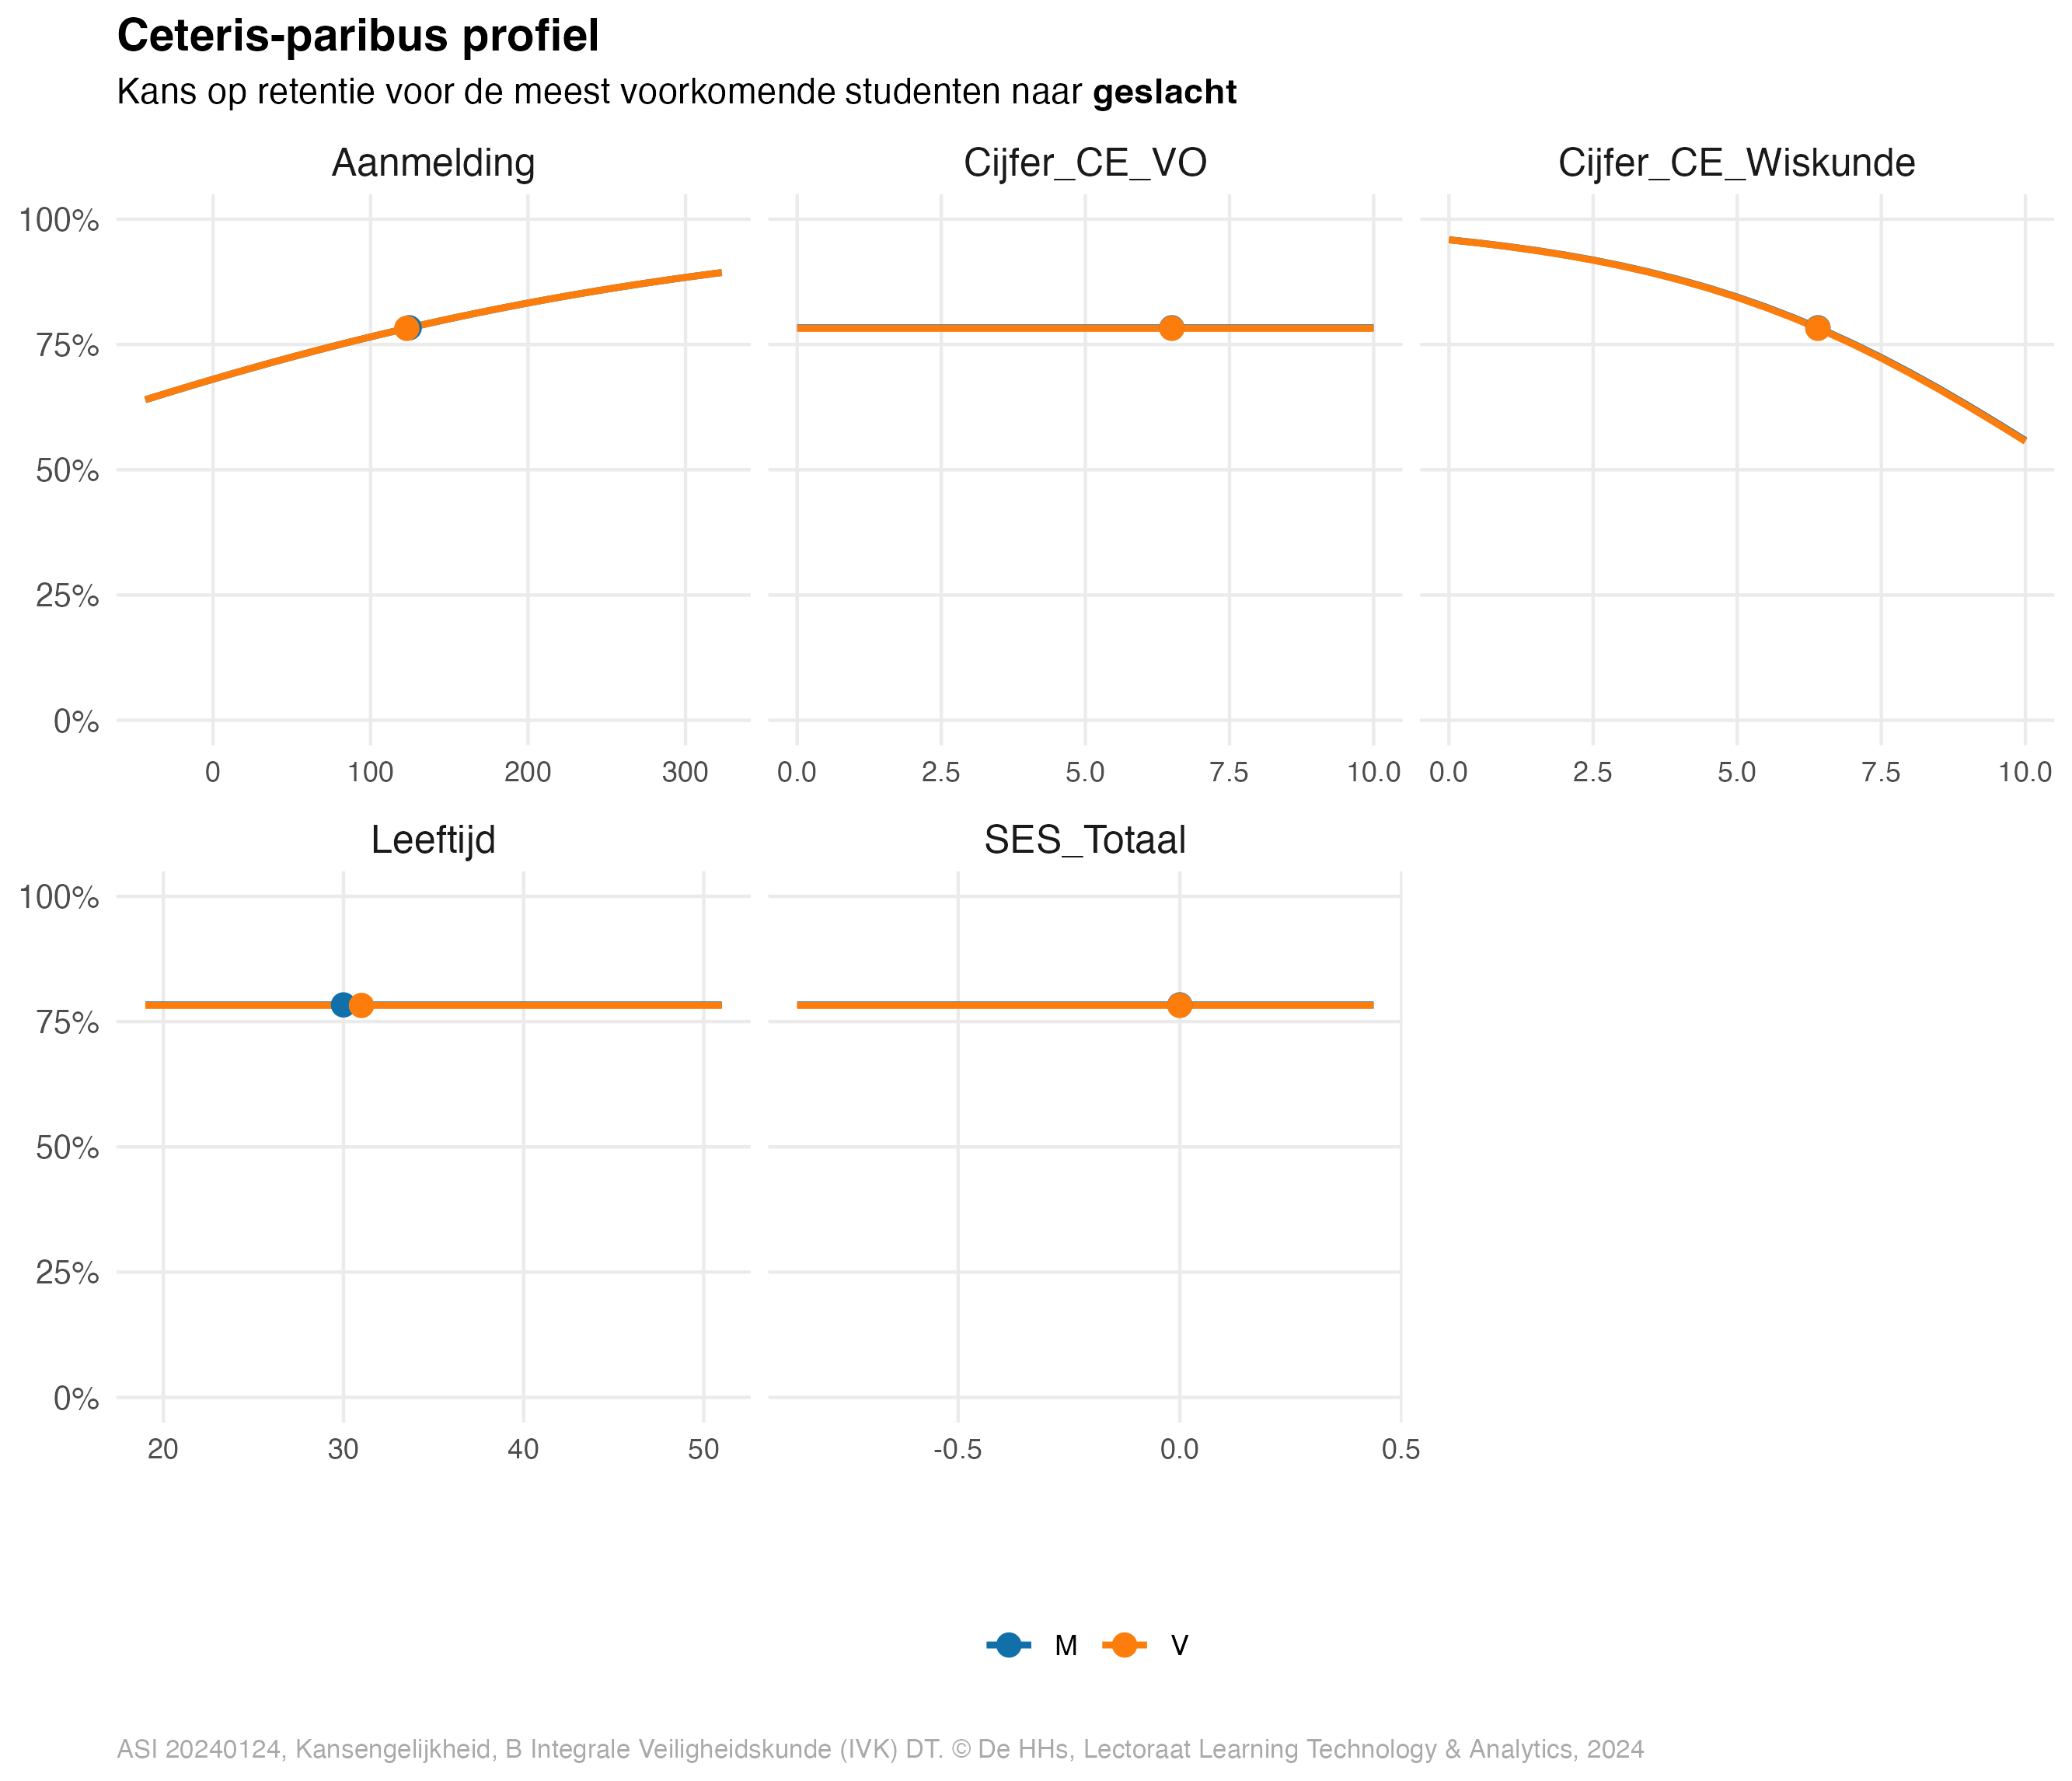 Ceteris-paribus profiel
Kans op retentie voor de meest voorkomende studenten naar geslacht
Aanmelding
Cijfer_CE_VO
Cijfer_CE_Wiskunde
100%
75%
50%
25%
0%
0 100 200 300
0.0 2.5 5.0 7.5 10.0
0.0 2.5 5.0 7.5 10.0
Leeftijd
SES_Totaal
100%
75%
50%
25%
0%
20 30 40 50
-0.5 0.0 0.5
M V
ASI 20240124, Kansengelijkheid, B Integrale Veiligheidskunde (IVK) DT. © De HHs, Lectoraat Learning Technology & Analytics, 2024